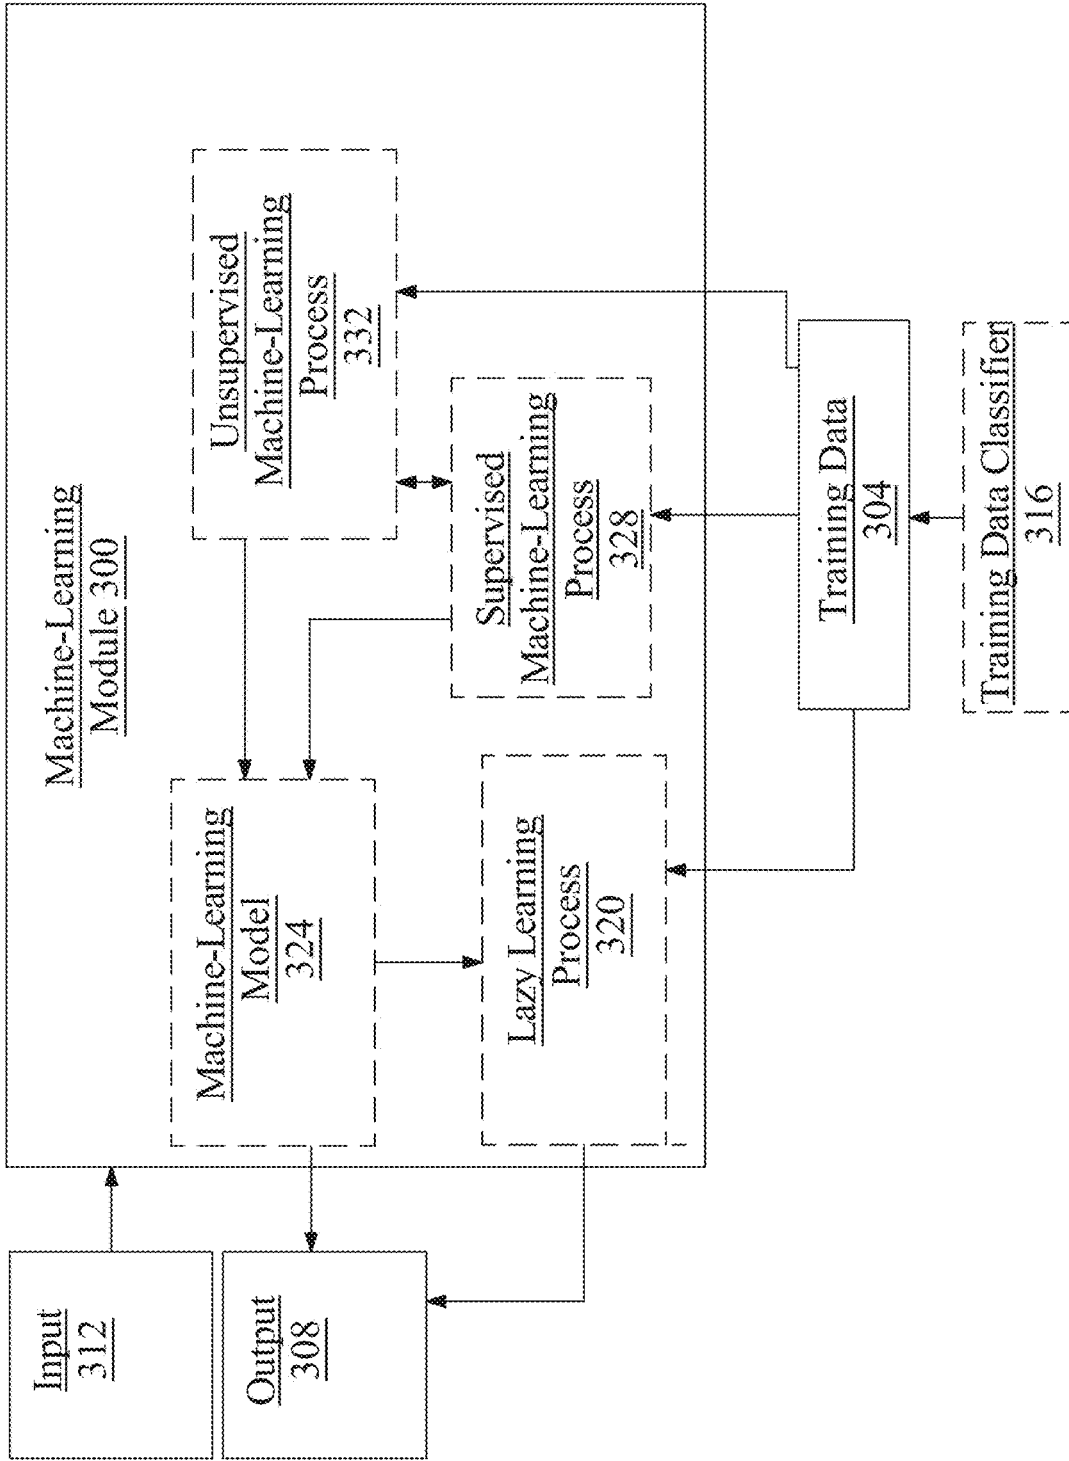 Machine-Learning
Module 300
Input
312
Output
308
Machine-Learning
Model
324
Unsupervised
Machine-Learning
Process
332
Lazy Learning
Process
320
Supervised
Machine-Learning
Process
328
Training Data
304
Training Data Classifier
316